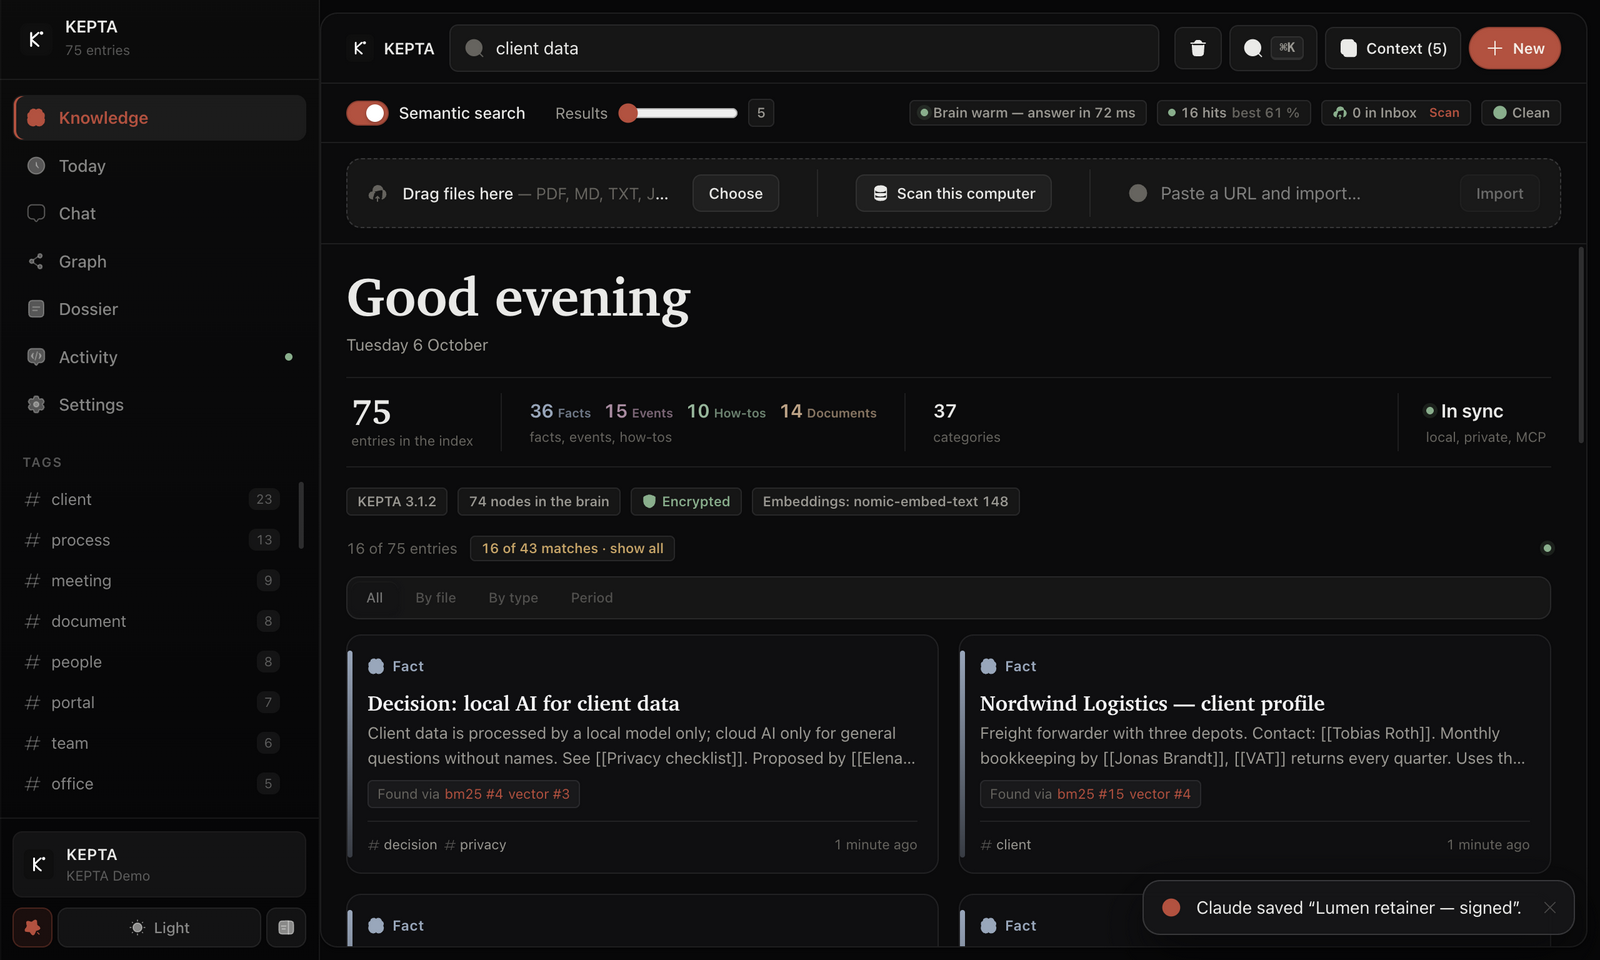 KEPTA
75 entries
Knowledge
Today
Chat
Graph
Dossier
Activity
Settings
TAGS
# client 23
# process 13
# meeting 9
# document 8
# people 8
# portal 7
# team 6
# office 5
KEPTA
KEPTA Demo
Light
KEPTA
client data
⌘K
Context (5)
New
Semantic search
Results
5
Brain warm — answer in 72 ms
16 hits best 61 %
0 in Inbox Scan
Clean
Drag files here — PDF, MD, TXT, J...
Choose
Scan this computer
Paste a URL and import...
Import
Good evening
Tuesday 6 October
75
entries in the index
36 Facts 15 Events 10 How-tos 14 Documents
facts, events, how-tos
37
categories
In sync
local, private, MCP
KEPTA 3.1.2
74 nodes in the brain
Encrypted
Embeddings: nomic-embed-text 148
16 of 75 entries
16 of 43 matches · show all
All By file By type Period
Fact
Decision: local AI for client data
Client data is processed by a local model only; cloud AI only for general
questions without names. See [[Privacy checklist]]. Proposed by [[Elena...
Found via bm25 #4 vector #3
# decision # privacy 1 minute ago
Fact
Nordwind Logistics — client profile
Freight forwarder with three depots. Contact: [[Tobias Roth]]. Monthly
bookkeeping by [[Jonas Brandt]], [[VAT]] returns every quarter. Uses th...
Found via bm25 #15 vector #4
# client 1 minute ago
Fact
Fact
Claude saved “Lumen retainer — signed”.